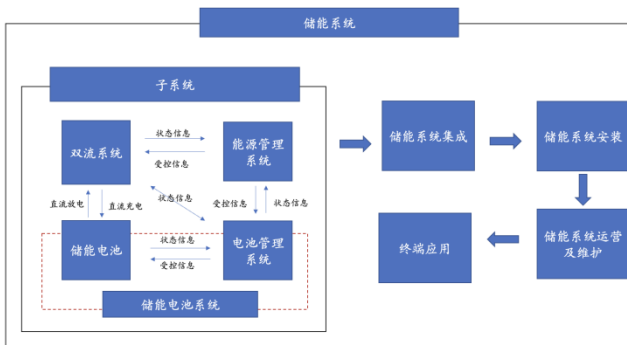 储能系统
子系统
双流系统
状态信息
受控信息
能源管理
系统
直流放电
直流充电
状态信息
受控信息
状态信息
储能电池
状态信息
受控信息
电池管理
系统
储能电池系统
储能系统集成
储能系统安装
储能系统运营
及维护
终端应用